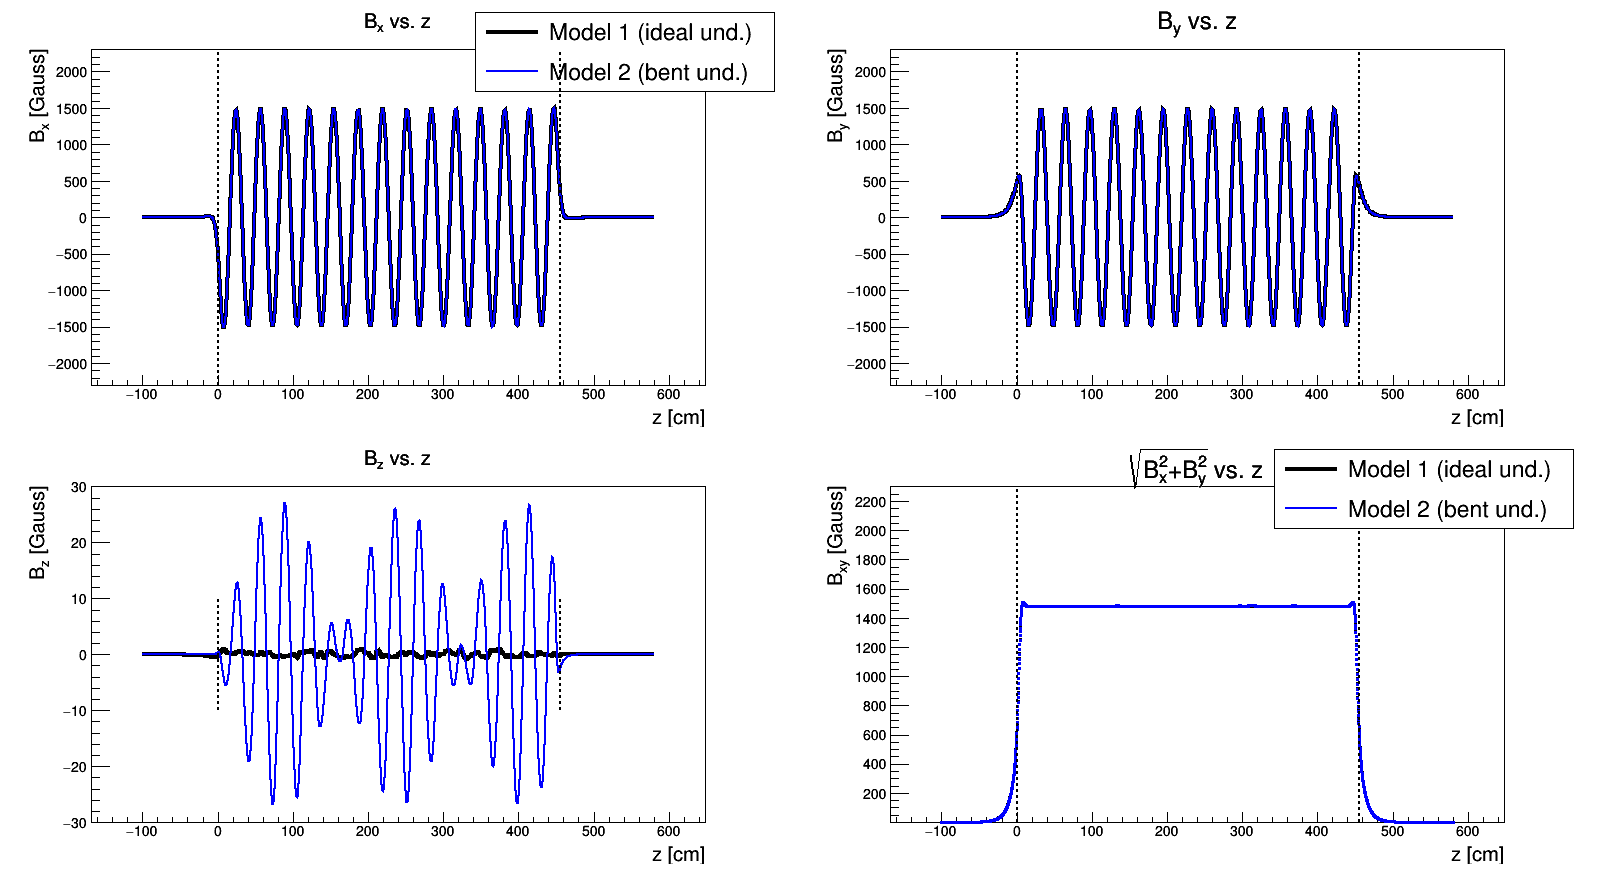 Bx vs. z
Model 1 (ideal und.)
Model 2 (bent und.)
Bx [Gauss]
2000
1500
1000
500
0
−500
−1000
−1500
−2000
−100 0 100 200 300 400 500 600
z [cm]
By vs. z
By [Gauss]
2000
1500
1000
500
0
−500
−1000
−1500
−2000
−100 0 100 200 300 400 500 600
z [cm]
Bz vs. z
Bz [Gauss]
30
20
10
0
−10
−20
−30
−100 0 100 200 300 400 500 600
z [cm]
√Bx²+By² vs. z
Model 1 (ideal und.)
Model 2 (bent und.)
Bxy [Gauss]
2200
2000
1800
1600
1400
1200
1000
800
600
400
200
−100 0 100 200 300 400 500 600
z [cm]